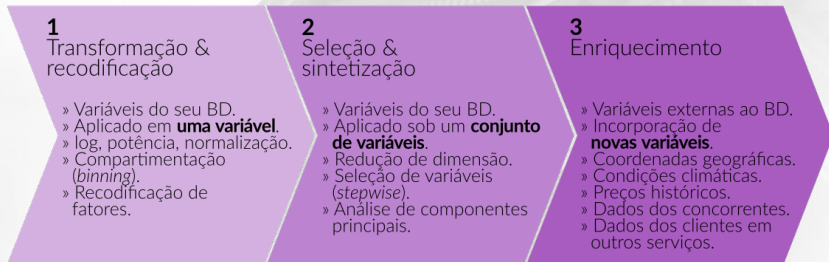 1
Transformação &
recodificação
» Variáveis do seu BD.
» Aplicado em uma variável.
» log, potência, normalização.
» Compartimentação
(binning).
» Recodificação de
fatores.
2
Seleção &
sintetização
» Variáveis do seu BD.
» Aplicado sob um conjunto
de variáveis.
» Redução de dimensão.
» Seleção de variáveis
(stepwise).
» Análise de componentes
principais.
3
Enriquecimento
» Variáveis externas ao BD.
» Incorporação de
novas variáveis.
» Coordenadas geográficas.
» Condições climáticas.
» Preços históricos.
» Dados dos concorrentes.
» Dados dos clientes em
outros serviços.